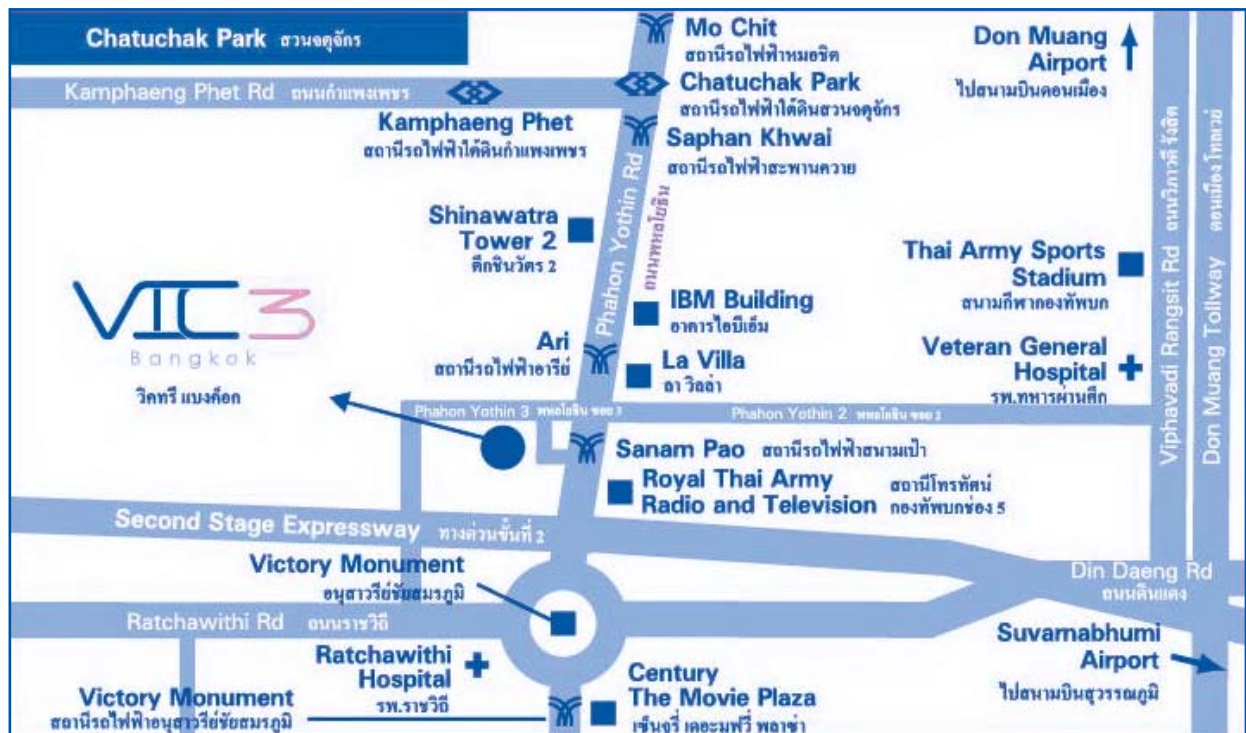 Chatuchak Park สวนจตุจักร
Mo Chit
สถานีรถไฟฟ้าหมอชิต
Don Muang
Airport
ไปสนามบินดอนเมือง
Kamphaeng Phet Rd ถนนกำแพงเพชร
Chatuchak Park
สถานีรถไฟฟ้าใต้ดินสวนจตุจักร
Kamphaeng Phet
สถานีรถไฟฟ้าใต้ดินกำแพงเพชร
Saphan Khwai
สถานีรถไฟฟ้าสะพานควาย
Phahon Yothin Rd
ถนนพหลโยธิน
Viphavadi Rangsit Rd ถนนวิภาวดี รังสิต
Don Muang Tollway ดอนเมือง โทลเวย์
Shinawatra
Tower 2
ตึกชินวัตร 2
Thai Army Sports
Stadium
สนามกีฬากองทัพบก
VIC3
Bangkok
วิคทรี แบงค็อก
IBM Building
อาคารไอบีเอ็ม
Ari
สถานีรถไฟฟ้าอารีย์
La Villa
ลา วิลล่า
Veteran General
Hospital
รพ.ทหารผ่านศึก
Phahon Yothin 3 พหลโยธิน ซอย 3
Phahon Yothin 2 พหลโยธิน ซอย 2
Sanam Pao สถานีรถไฟฟ้าสนามเป้า
Royal Thai Army
Radio and Television
สถานีโทรทัศน์
กองทัพบกช่อง 5
Second Stage Expressway ทางด่วนขั้นที่ 2
Victory Monument
อนุสาวรีย์ชัยสมรภูมิ
Din Daeng Rd
ถนนดินแดง
Ratchawithi Rd ถนนราชวิถี
Ratchawithi
Hospital
รพ.ราชวิถี
Suvarnabhumi
Airport
ไปสนามบินสุวรรณภูมิ
Victory Monument
สถานีรถไฟฟ้าอนุสาวรีย์ชัยสมรภูมิ
Century
The Movie Plaza
เซ็นจูรี่ เดอะมูฟวี่ พลาซ่า